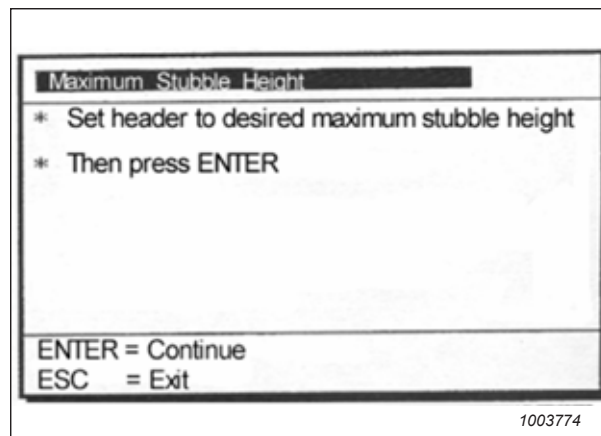 Maximum Stubble Height
* Set header to desired maximum stubble height
* Then press ENTER
ENTER = Continue
ESC = Exit
1003774